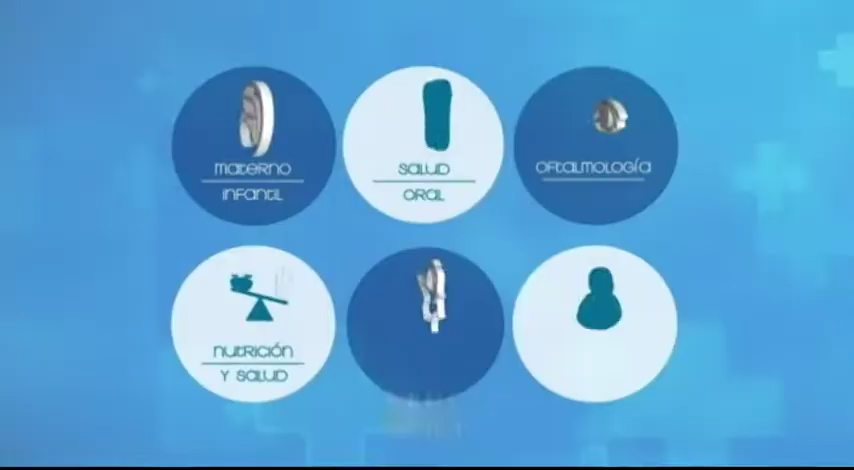 MATERNO
INFANTIL
SALUD
ORAL
OFTALMOLOGÍA
NUTRICIÓN
Y SALUD